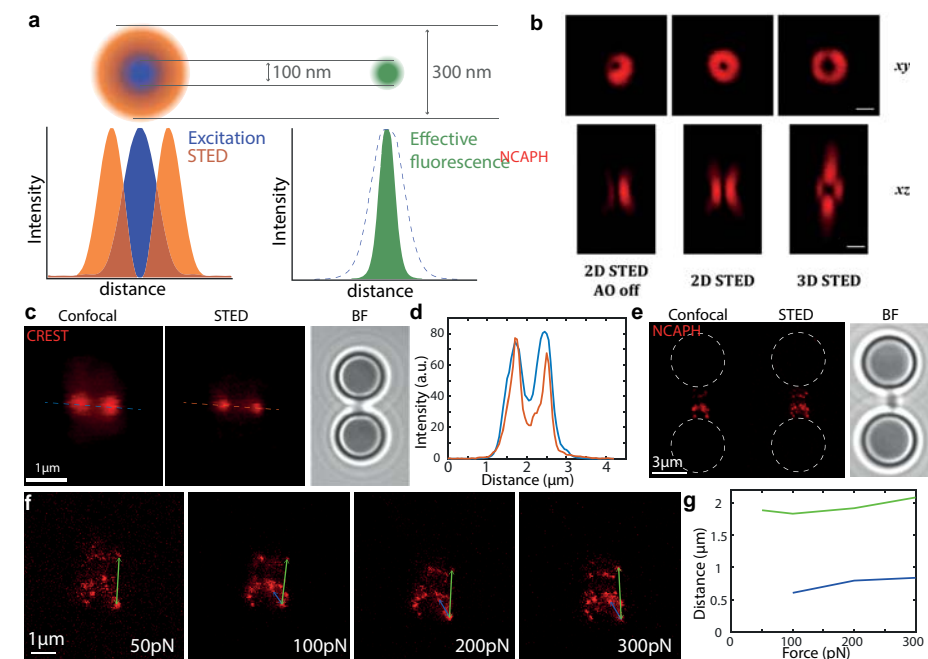 a
100 nm
300 nm
Excitation
STED
Intensity
distance
Effective
fluorescence
NCAPH
Intensity
distance
b
xy
xz
2D STED
AO off
2D STED
3D STED
c
Confocal
STED
BF
CREST
1μm
d
80
60
40
20
0
Intensity (a.u.)
0 1 2 3 4
Distance (μm)
e
Confocal
STED
BF
NCAPH
3μm
f
1μm
50pN
100pN
200pN
300pN
g
2
1.5
1
0.5
0
Distance (μm)
0 100 200 300
Force (pN)